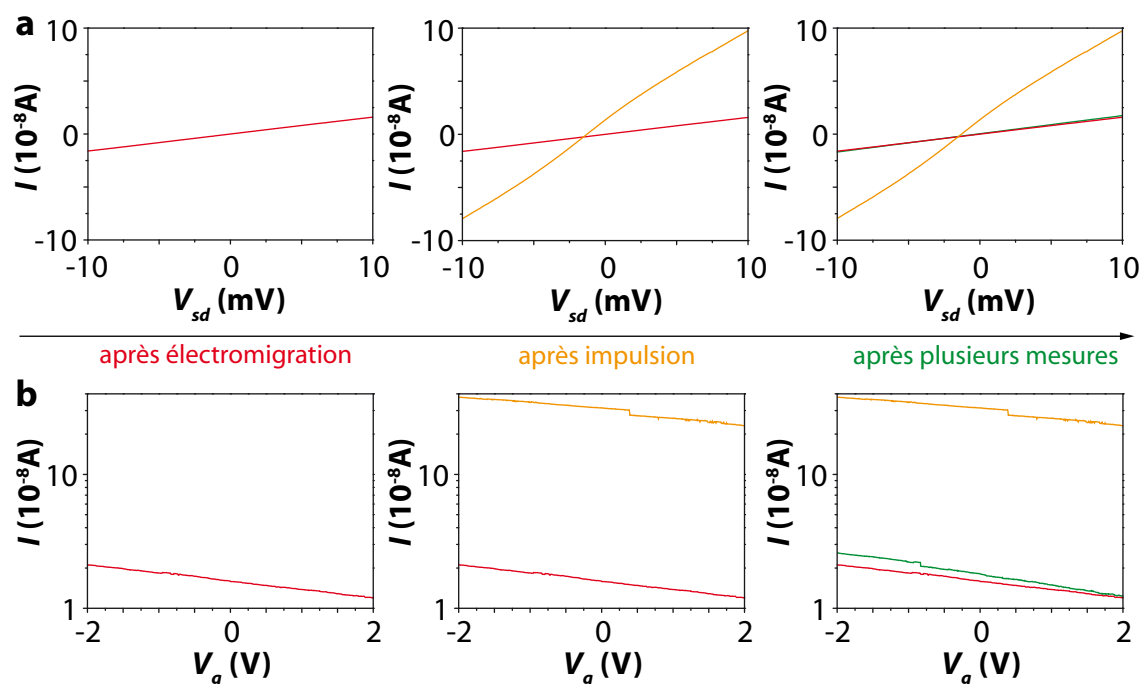 a
I (10⁻⁸A)
10
0
-10
-10
0
10
V_sd (mV)
I (10⁻⁸A)
10
0
-10
-10
0
10
V_sd (mV)
I (10⁻⁸A)
10
0
-10
-10
0
10
V_sd (mV)
après électromigration
après impulsion
après plusieurs mesures
b
I (10⁻⁸A)
10
1
-2
0
2
V_g (V)
I (10⁻⁸A)
10
1
-2
0
2
V_g (V)
I (10⁻⁸A)
10
1
-2
0
2
V_g (V)